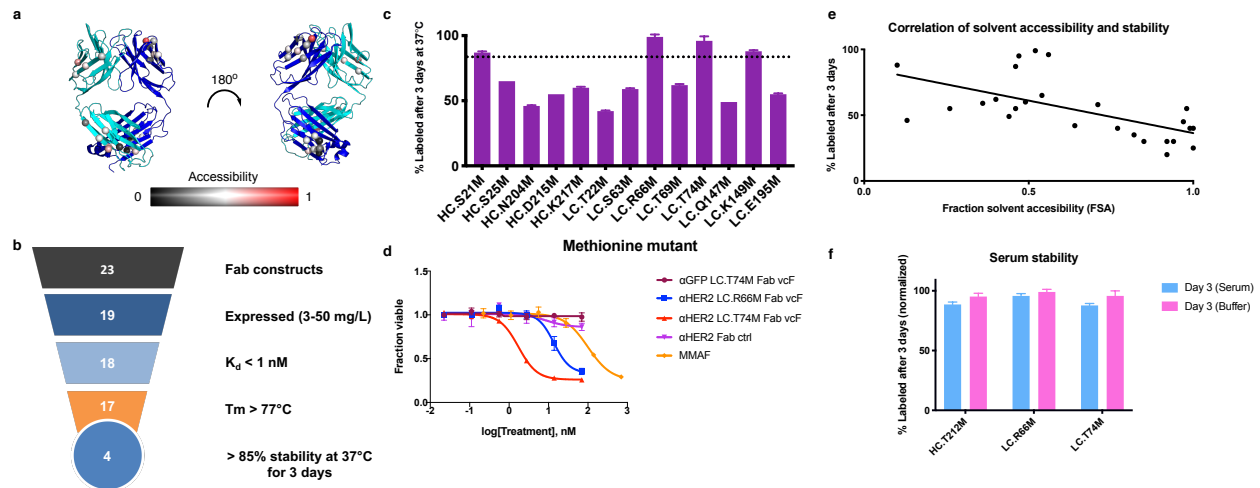 a
180º
Accessibility
0
1
b
23
Fab constructs
19
Expressed (3-50 mg/L)
18
Kd < 1 nM
17
Tm > 77°C
4
> 85% stability at 37°C
for 3 days
c
% Labeled after 3 days at 37°C
100
50
0
HC.S21M
HC.S25M
HC.N204M
HC.D215M
HC.K217M
LC.T22M
LC.S63M
LC.R66M
LC.T69M
LC.T74M
LC.Q147M
LC.K149M
LC.E195M
Methionine mutant
d
Fraction viable
1.5
1.0
0.5
0.0
-2
-1
0
1
2
3
log[Treatment], nM
αGFP LC.T74M Fab vcF
αHER2 LC.R66M Fab vcF
αHER2 LC.T74M Fab vcF
αHER2 Fab ctrl
MMAF
e
Correlation of solvent accessibility and stability
% Labeled after 3 days
100
50
0
0.0
0.5
1.0
Fraction solvent accesibility (FSA)
f
Serum stability
% Labeled after 3 days (normalized)
100
50
0
HC.T212M
LC.R66M
LC.T74M
Day 3 (Serum)
Day 3 (Buffer)